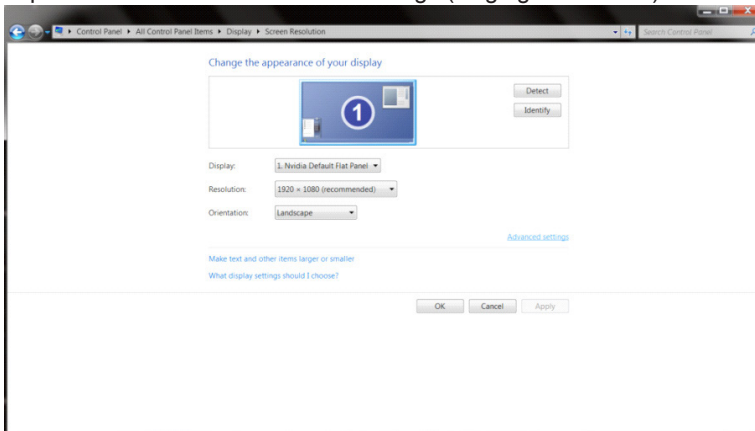 Control Panel ▸ All Control Panel Items ▸ Display ▸ Screen Resolution
Search Control Panel
Change the appearance of your display
1
Detect
Identify
Display: 1. Nvidia Default Flat Panel
Resolution: 1920 × 1080 (recommended)
Orientation: Landscape
Advanced settings
Make text and other items larger or smaller
What display settings should I choose?
OK Cancel Apply